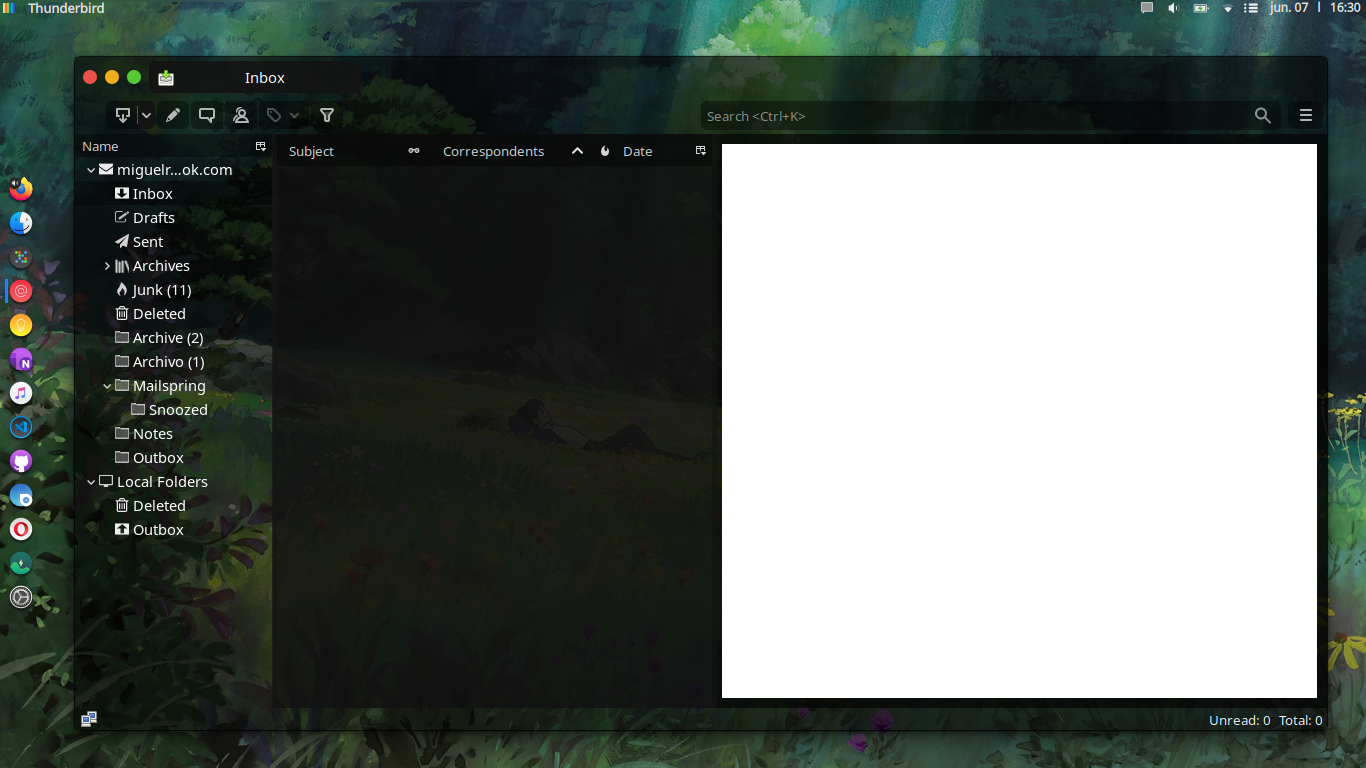 Thunderbird
jun. 07 | 16:30
Inbox
Search <Ctrl+K>
Name
Subject Correspondents Date
miguelr...ok.com
Inbox
Drafts
Sent
Archives
Junk (11)
Deleted
Archive (2)
Archivo (1)
Mailspring
Snoozed
Notes
Outbox
Local Folders
Deleted
Outbox
Unread: 0 Total: 0